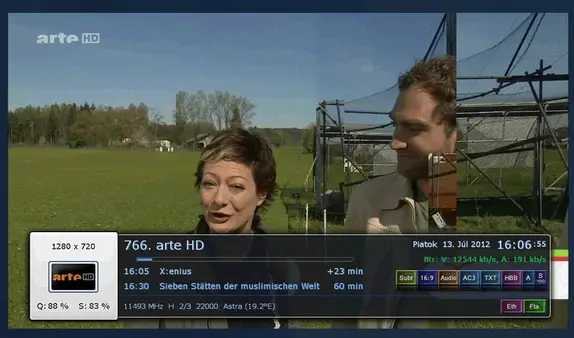 arte HD
1280 x 720
arte HD
Q: 88 % S: 83 %
766. arte HD
Piatok 13. Júl 2012 16:06:55
Bit: V: 12544 kb/s, A: 191 kb/s
16:05 X:enius +23 min
16:30 Sieben Stätten der muslimischen Welt 60 min
Subt 16:9 Audio AC3 TXT HBB A S
11493 MHz H 2/3 22000 Astra (19.2°E)
Eth Fla